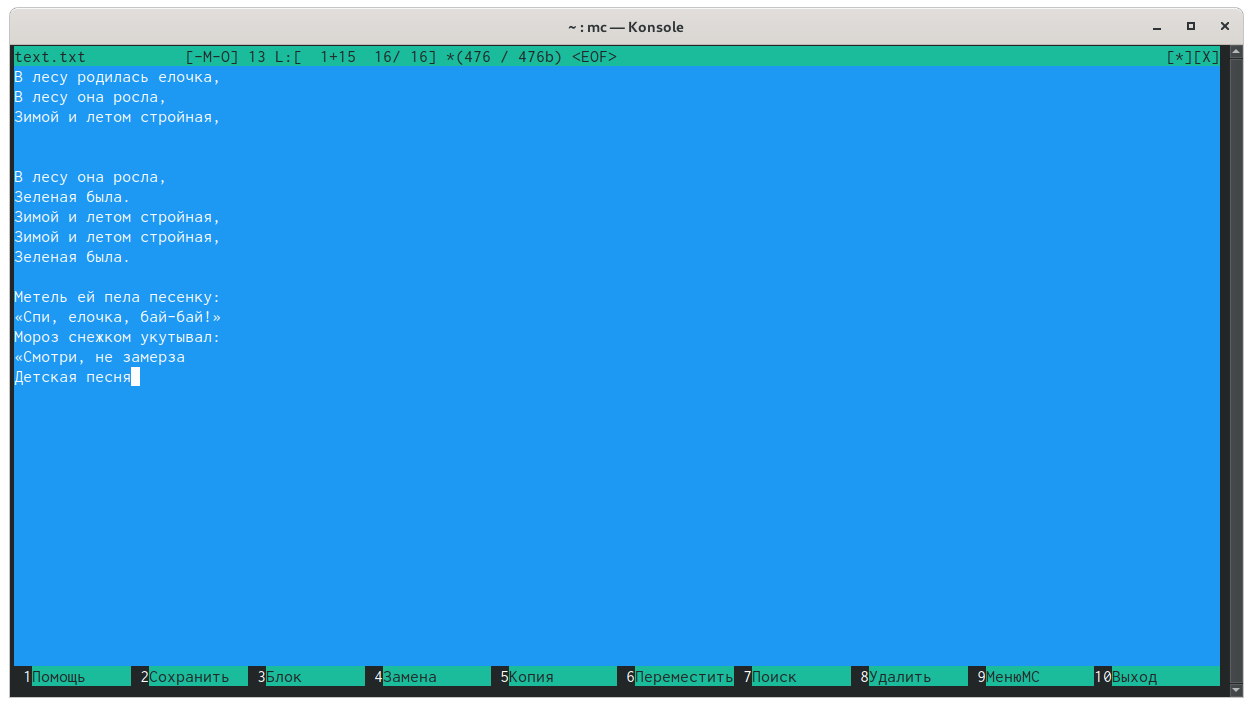 ~ : mc — Konsole
text.txt [-M-O] 13 L:[ 1+15 16/ 16] *(476 / 476b) <EOF> [*][X]
В лесу родилась елочка,
В лесу она росла,
Зимой и летом стройная,
В лесу она росла,
Зеленая была.
Зимой и летом стройная,
Зимой и летом стройная,
Зеленая была.
Метель ей пела песенку:
«Спи, елочка, бай-бай!»
Мороз снежком укутывал:
«Смотри, не замерза
Детская песня
1Помощь 2Сохранить 3Блок 4Замена 5Копия 6Переместить 7Поиск 8Удалить 9МенюMC 10Выход